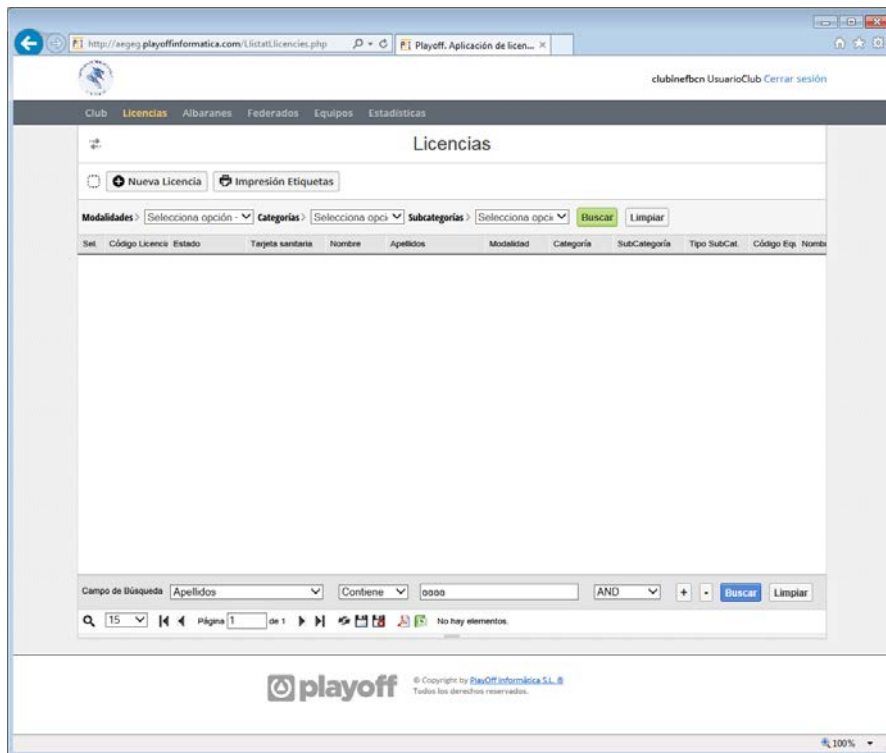 http://aegeg.playoffinformatica.com/LlistatLlicencies.php
Playoff. Aplicación de licen...
clubinefbcn UsuarioClub Cerrar sesión
Club Licencias Albaranes Federados Equipos Estadísticas
Licencias
Nueva Licencia Impresión Etiquetas
Modalidades> Selecciona opción - Categorías> Selecciona opci Subcategorías> Selecciona opci Buscar Limpiar
Sel. Código Licencia Estado Tarjeta sanitaria Nombre Apellidos Modalidad Categoría SubCategoría Tipo SubCat. Código Equ Nombr
Campo de Búsqueda Apellidos Contiene oooo AND + - Buscar Limpiar
15 Página 1 de 1 No hay elementos.
playoff
© Copyright by PlayOff Informàtica S.L. ®
Todos los derechos reservados.
100%